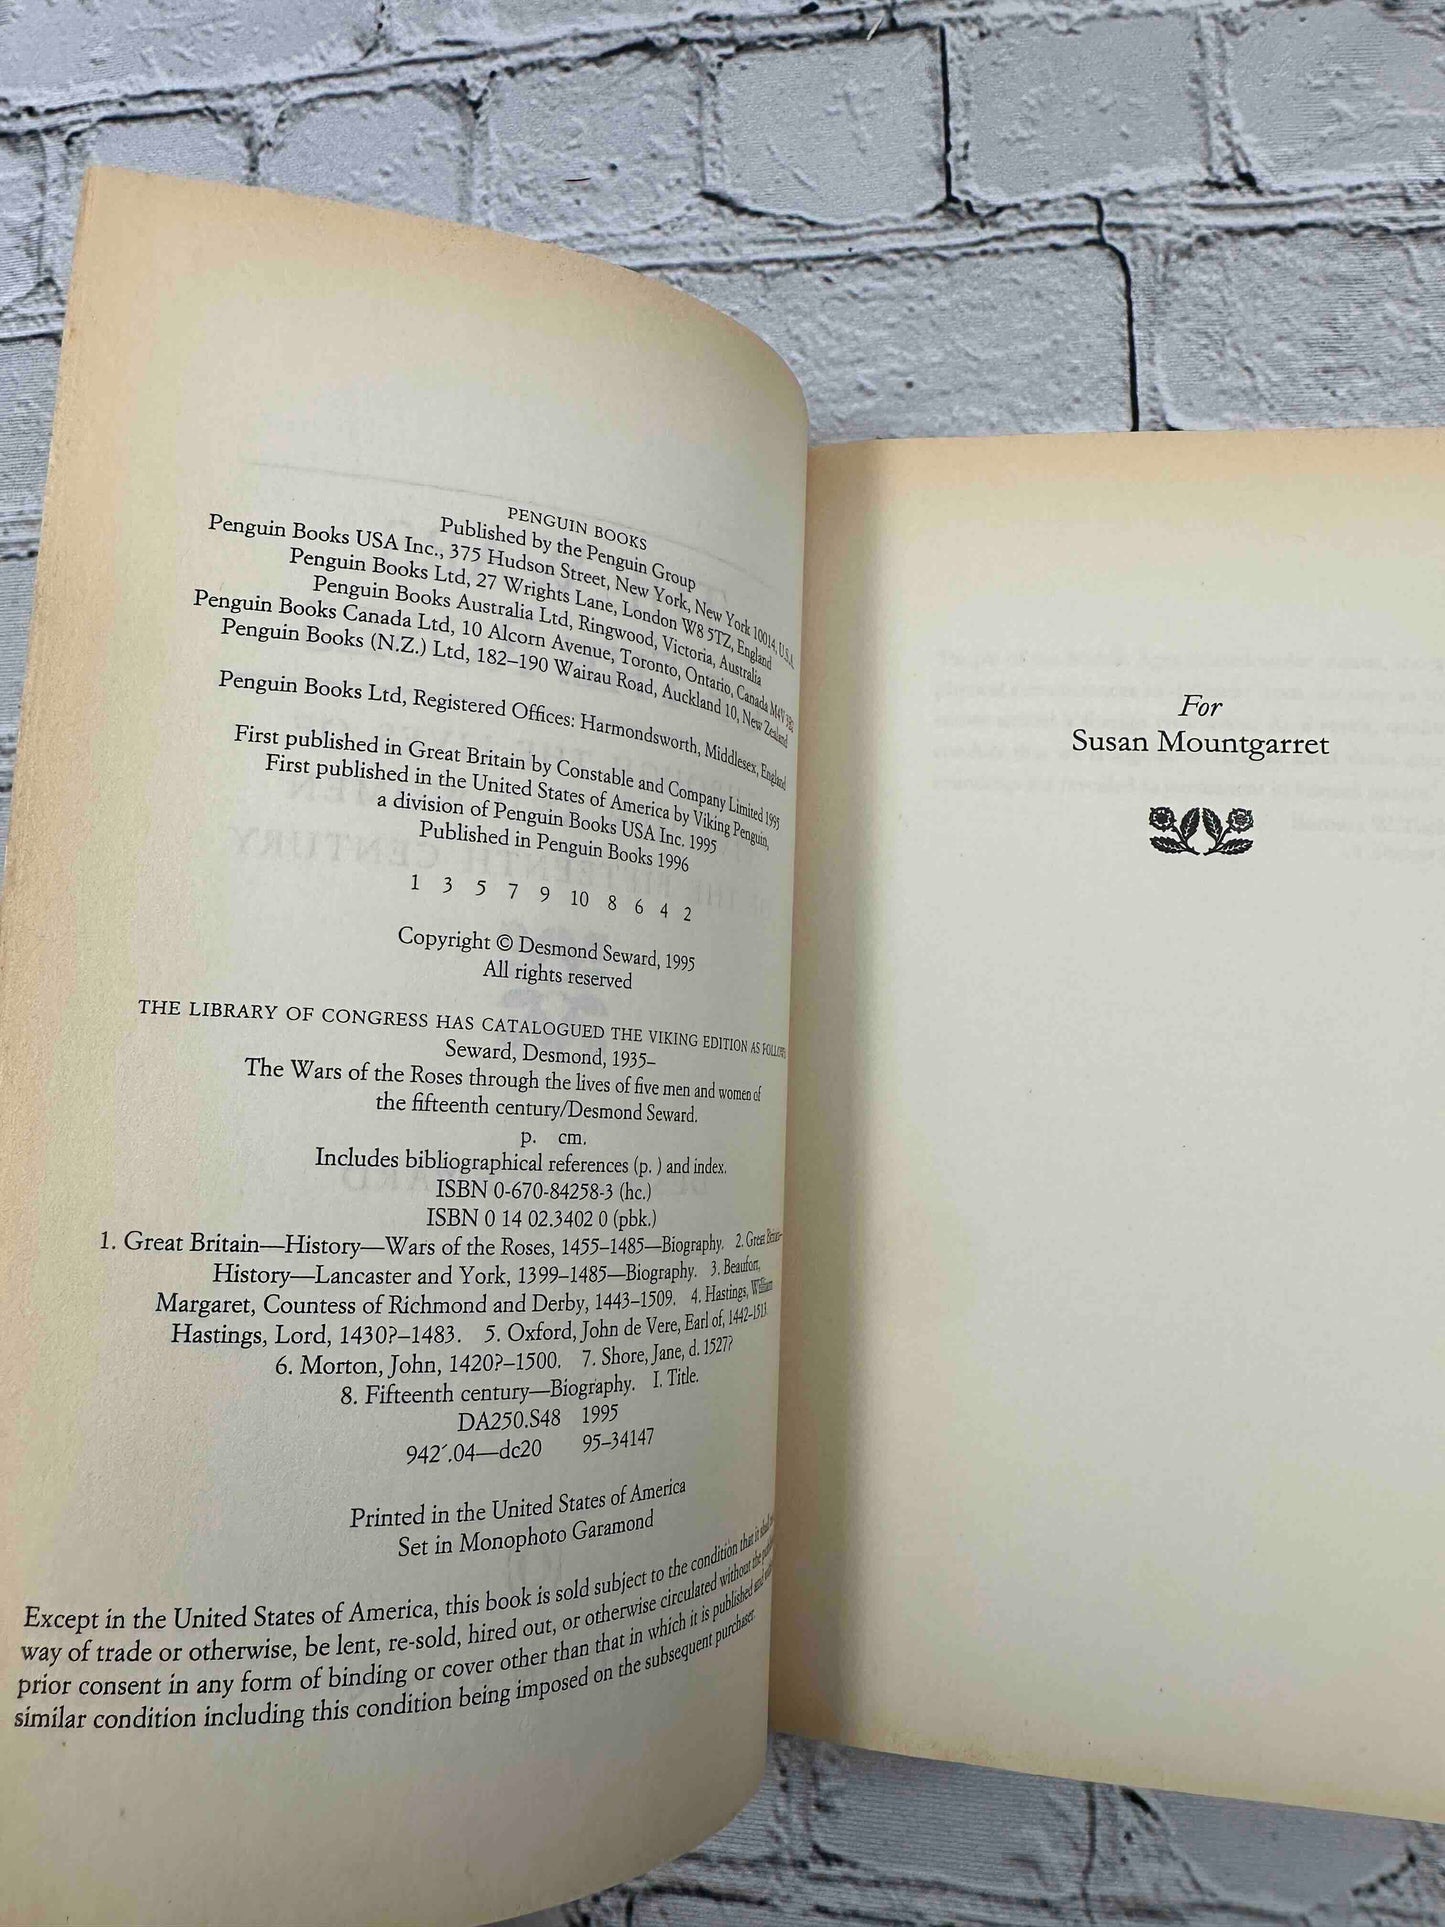 PENGUIN BOOKS
Published by the Penguin Group
Penguin Books USA Inc., 375 Hudson Street, New York, New York 10014, U.S.A.
Penguin Books Ltd, 27 Wrights Lane, London W8 5TZ, England
Penguin Books Australia Ltd, Ringwood, Victoria, Australia
Penguin Books Canada Ltd, 10 Alcorn Avenue, Toronto, Ontario, Canada M4V 3B2
Penguin Books (N.Z.) Ltd, 182–190 Wairau Road, Auckland 10, New Zealand
Penguin Books Ltd, Registered Offices: Harmondsworth, Middlesex, England
First published in Great Britain by Constable and Company Limited 1995
First published in the United States of America by Viking Penguin,
a division of Penguin Books USA Inc. 1995
Published in Penguin Books 1996
1 3 5 7 9 10 8 6 4 2
Copyright © Desmond Seward, 1995
All rights reserved
THE LIBRARY OF CONGRESS HAS CATALOGUED THE VIKING EDITION AS FOLLOWS
Seward, Desmond, 1935–
The Wars of the Roses through the lives of five men and women of
the fifteenth century/Desmond Seward.
p. cm.
Includes bibliographical references (p. ) and index.
ISBN 0-670-84258-3 (hc.)
ISBN 0 14 02.3402 0 (pbk.)
1. Great Britain—History—Wars of the Roses, 1455–1485—Biography. 2. Great Britain—
History—Lancaster and York, 1399–1485—Biography. 3. Beaufort,
Margaret, Countess of Richmond and Derby, 1443–1509. 4. Hastings, William
Hastings, Lord, 1430?–1483. 5. Oxford, John de Vere, Earl of, 1442–1513.
6. Morton, John, 1420?–1500. 7. Shore, Jane, d. 1527?
8. Fifteenth century—Biography. I. Title.
DA250.S48 1995
942´.04—dc20 95–34147
Printed in the United States of America
Set in Monophoto Garamond
Except in the United States of America, this book is sold subject to the condition that it shall
way of trade or otherwise, be lent, re-sold, hired out, or otherwise circulated without the
prior consent in any form of binding or cover other than that in which it is published and
similar condition including this condition being imposed on the subsequent purchaser.
For
Susan Mountgarret